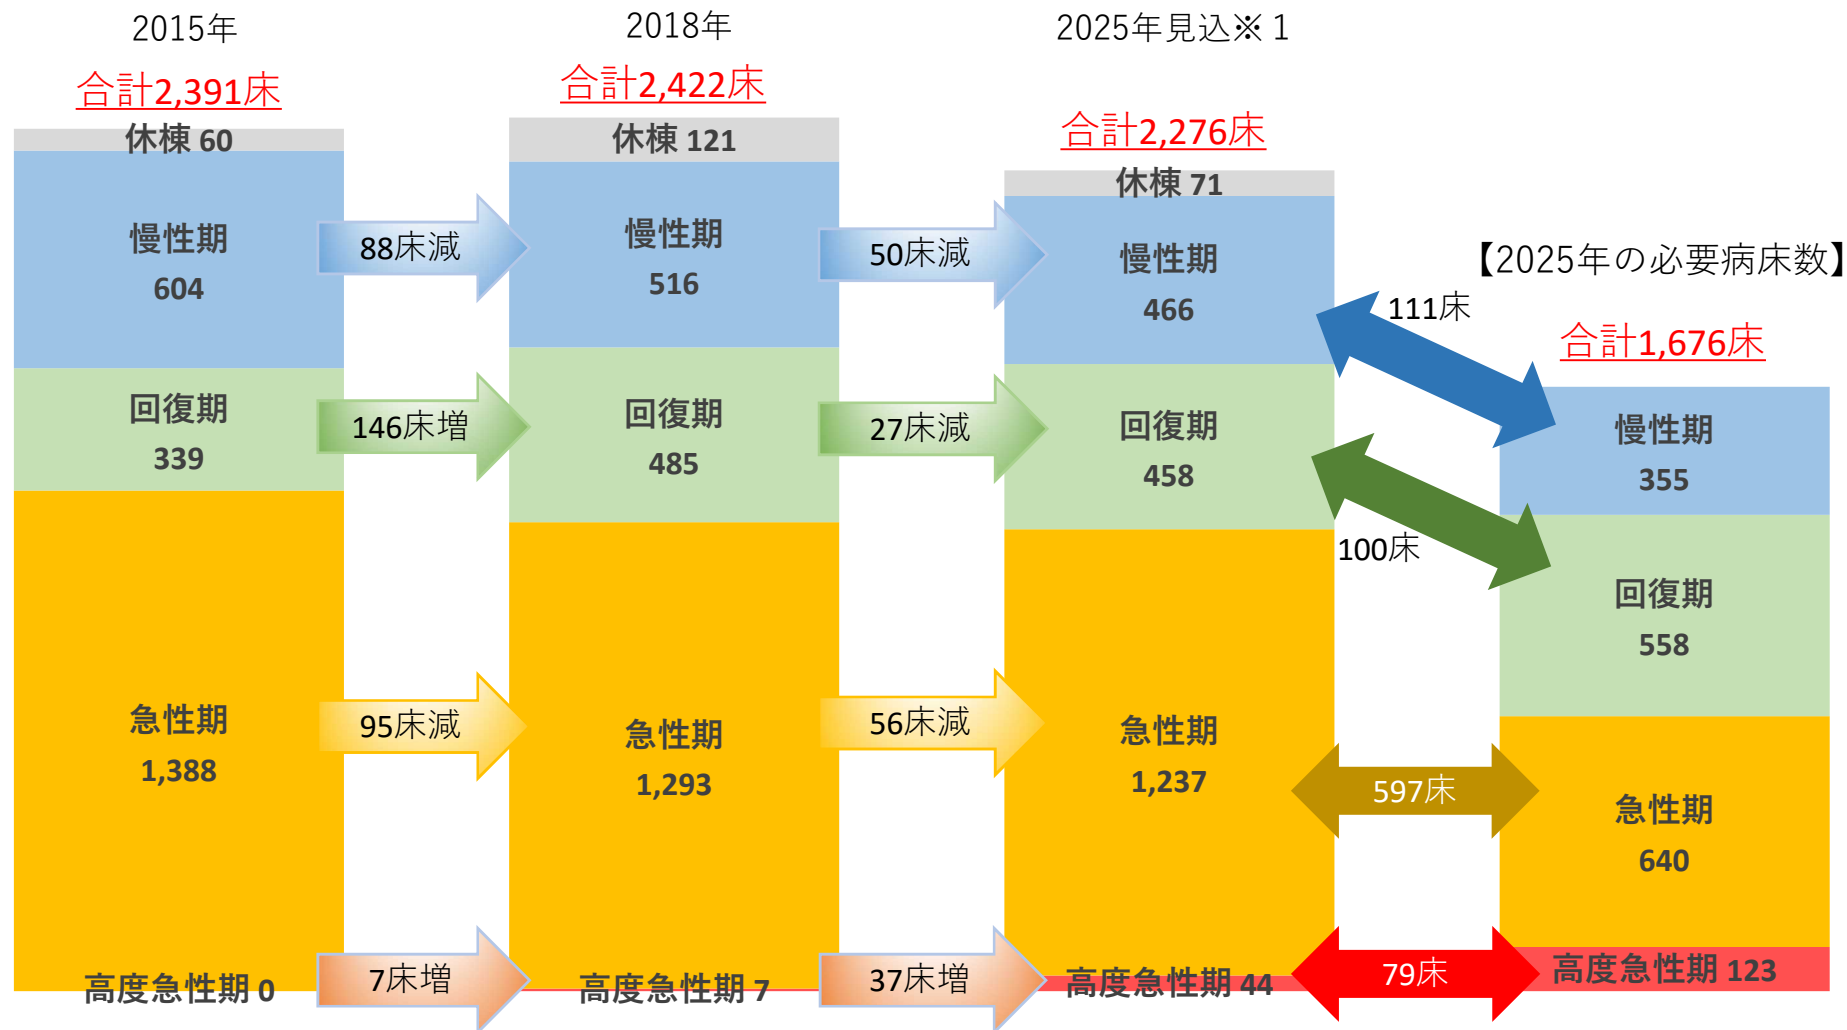 2015年
合計2,391床
休棟 60
慢性期
604
回復期
339
急性期
1,388
高度急性期 0
88床減
146床増
95床減
7床増
2018年
合計2,422床
休棟 121
慢性期
516
回復期
485
急性期
1,293
高度急性期 7
50床減
27床減
56床減
37床増
2025年見込※1
合計2,276床
休棟 71
慢性期
466
回復期
458
急性期
1,237
高度急性期 44
111床
100床
597床
79床
【2025年の必要病床数】
合計1,676床
慢性期
355
回復期
558
急性期
640
高度急性期 123